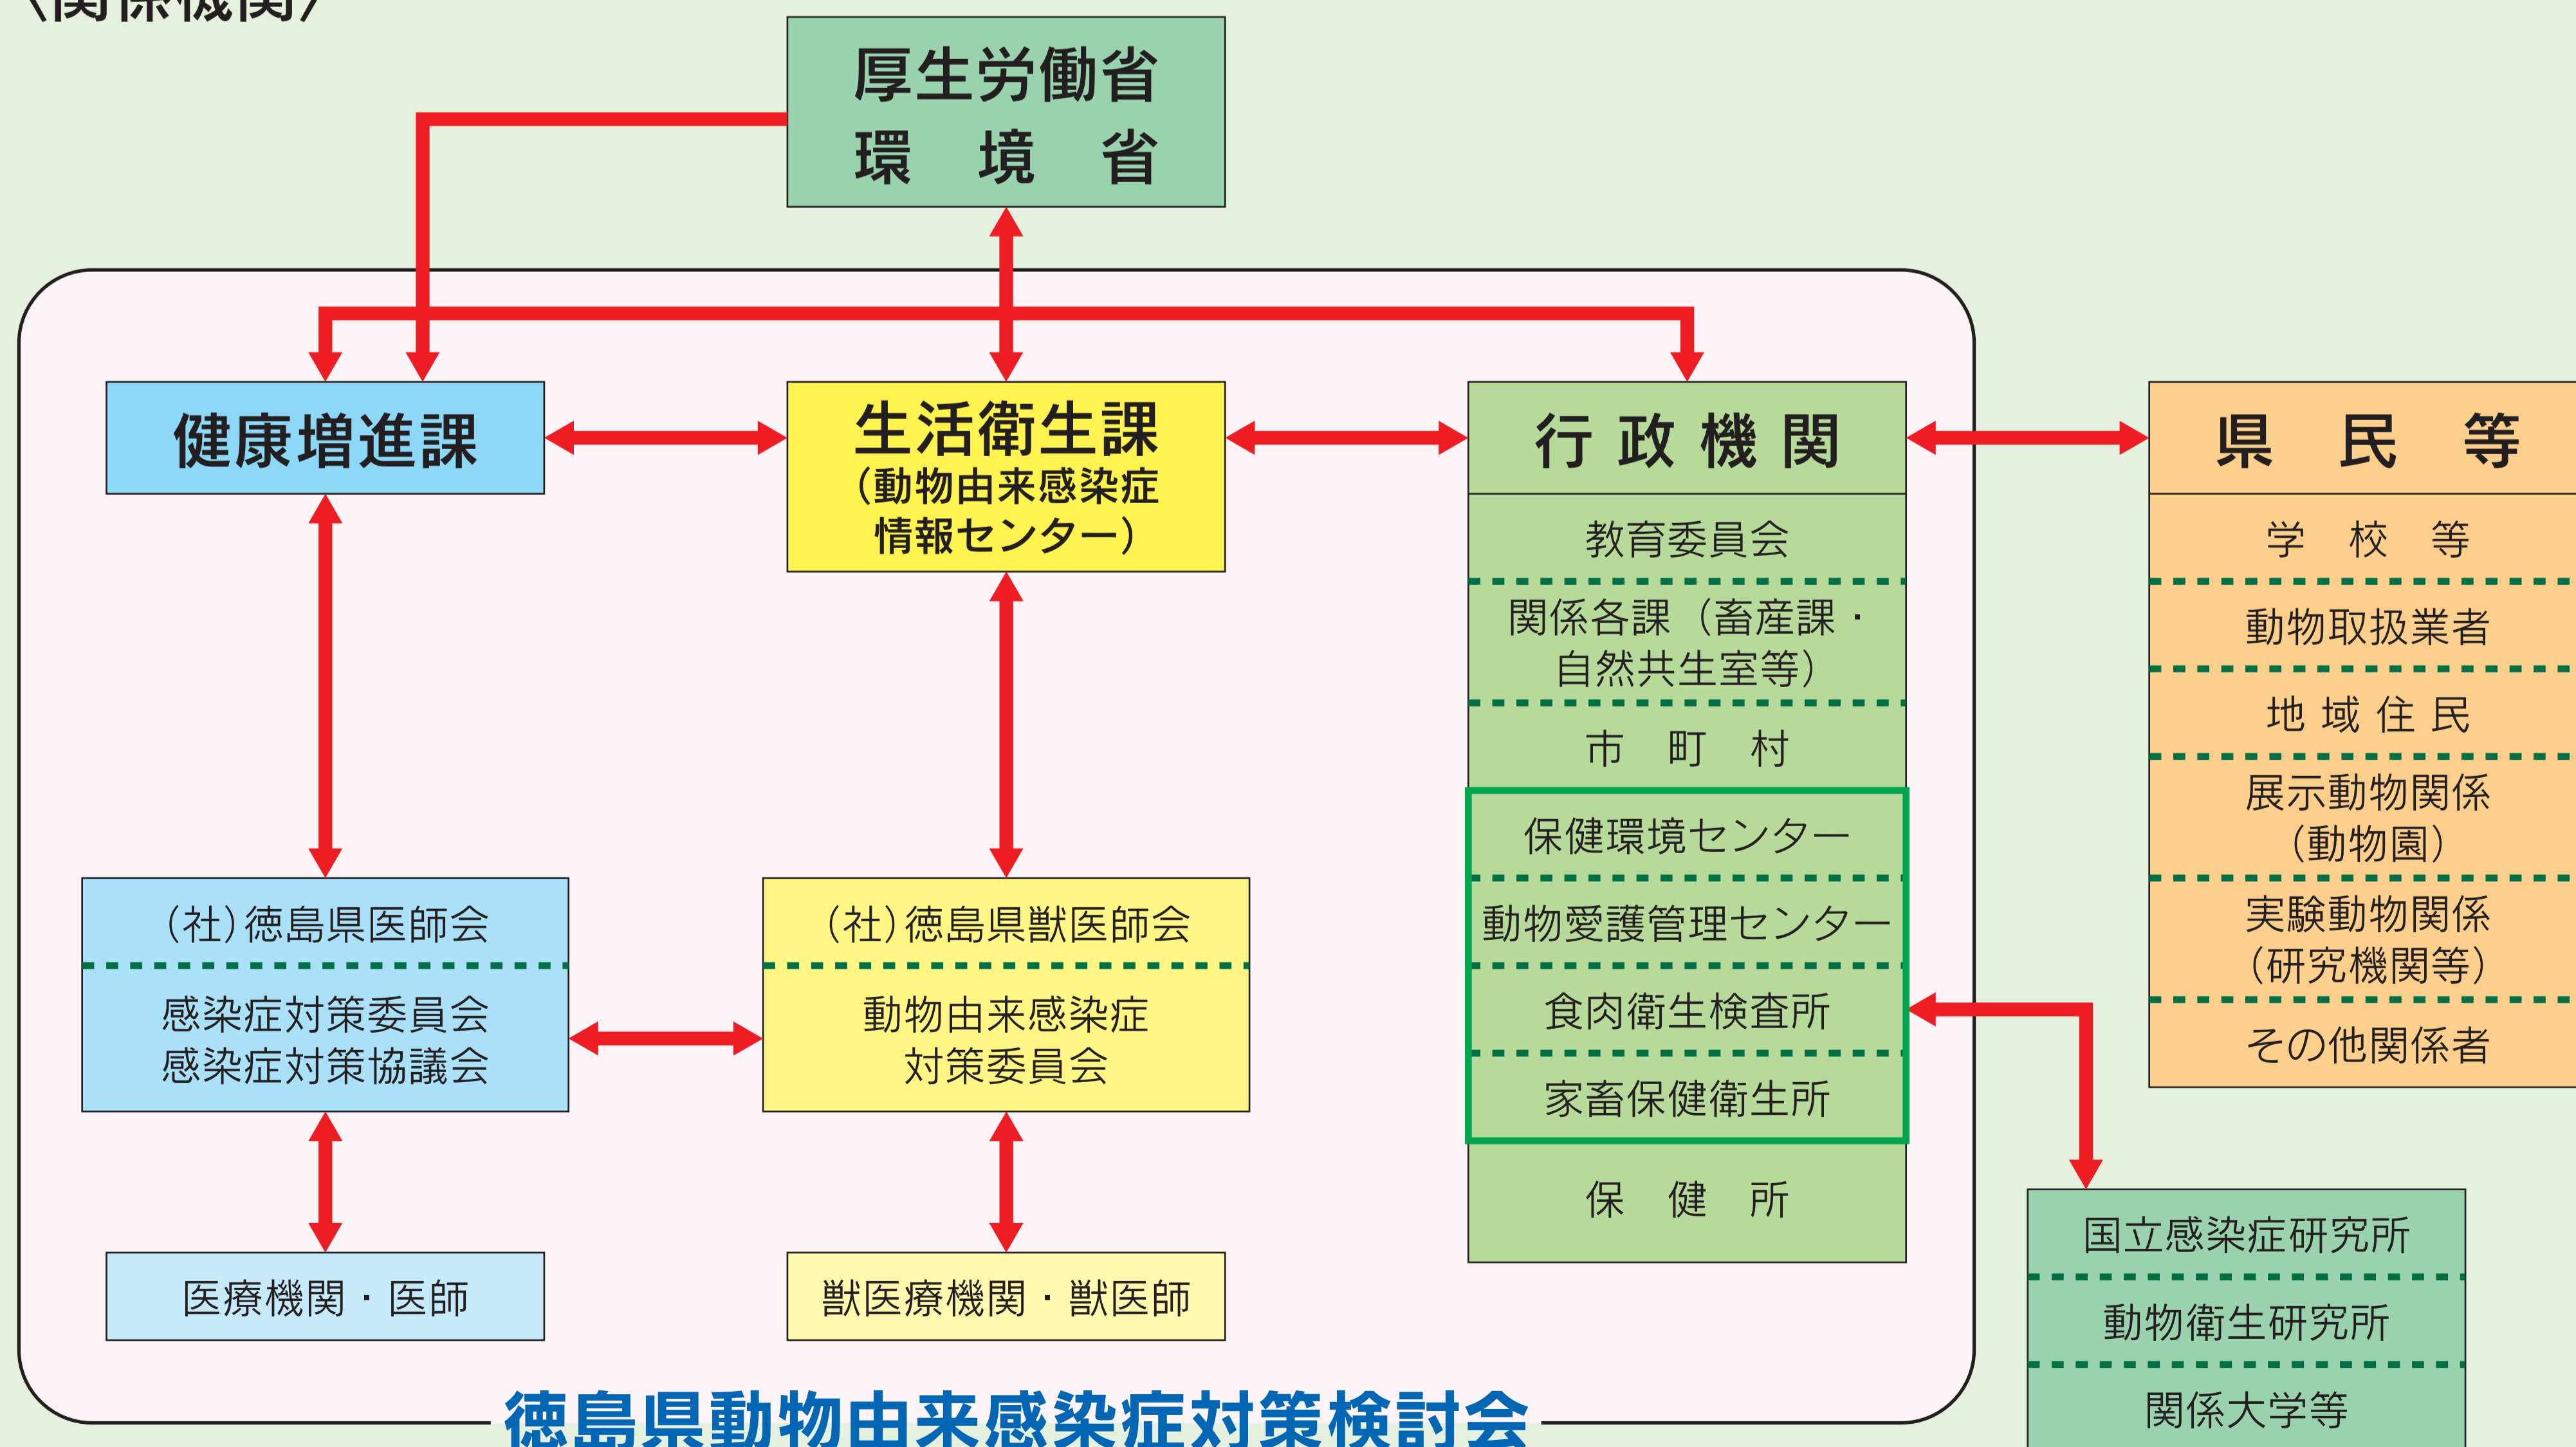 〈関係機関〉
厚生労働省
環　境　省
健康増進課
生活衛生課
（動物由来感染症
情報センター）
行政機関
教育委員会
関係各課（畜産課・
自然共生室等）
市　町　村
保健環境センター
動物愛護管理センター
食肉衛生検査所
家畜保健衛生所
保　健　所
県　民　等
学　校　等
動物取扱業者
地域住民
展示動物関係
（動物園）
実験動物関係
（研究機関等）
その他関係者
（社）徳島県医師会
感染症対策委員会
感染症対策協議会
（社）徳島県獣医師会
動物由来感染症
対策委員会
医療機関・医師
獣医療機関・獣医師
国立感染症研究所
動物衛生研究所
関係大学等
徳島県動物由来感染症対策検討会